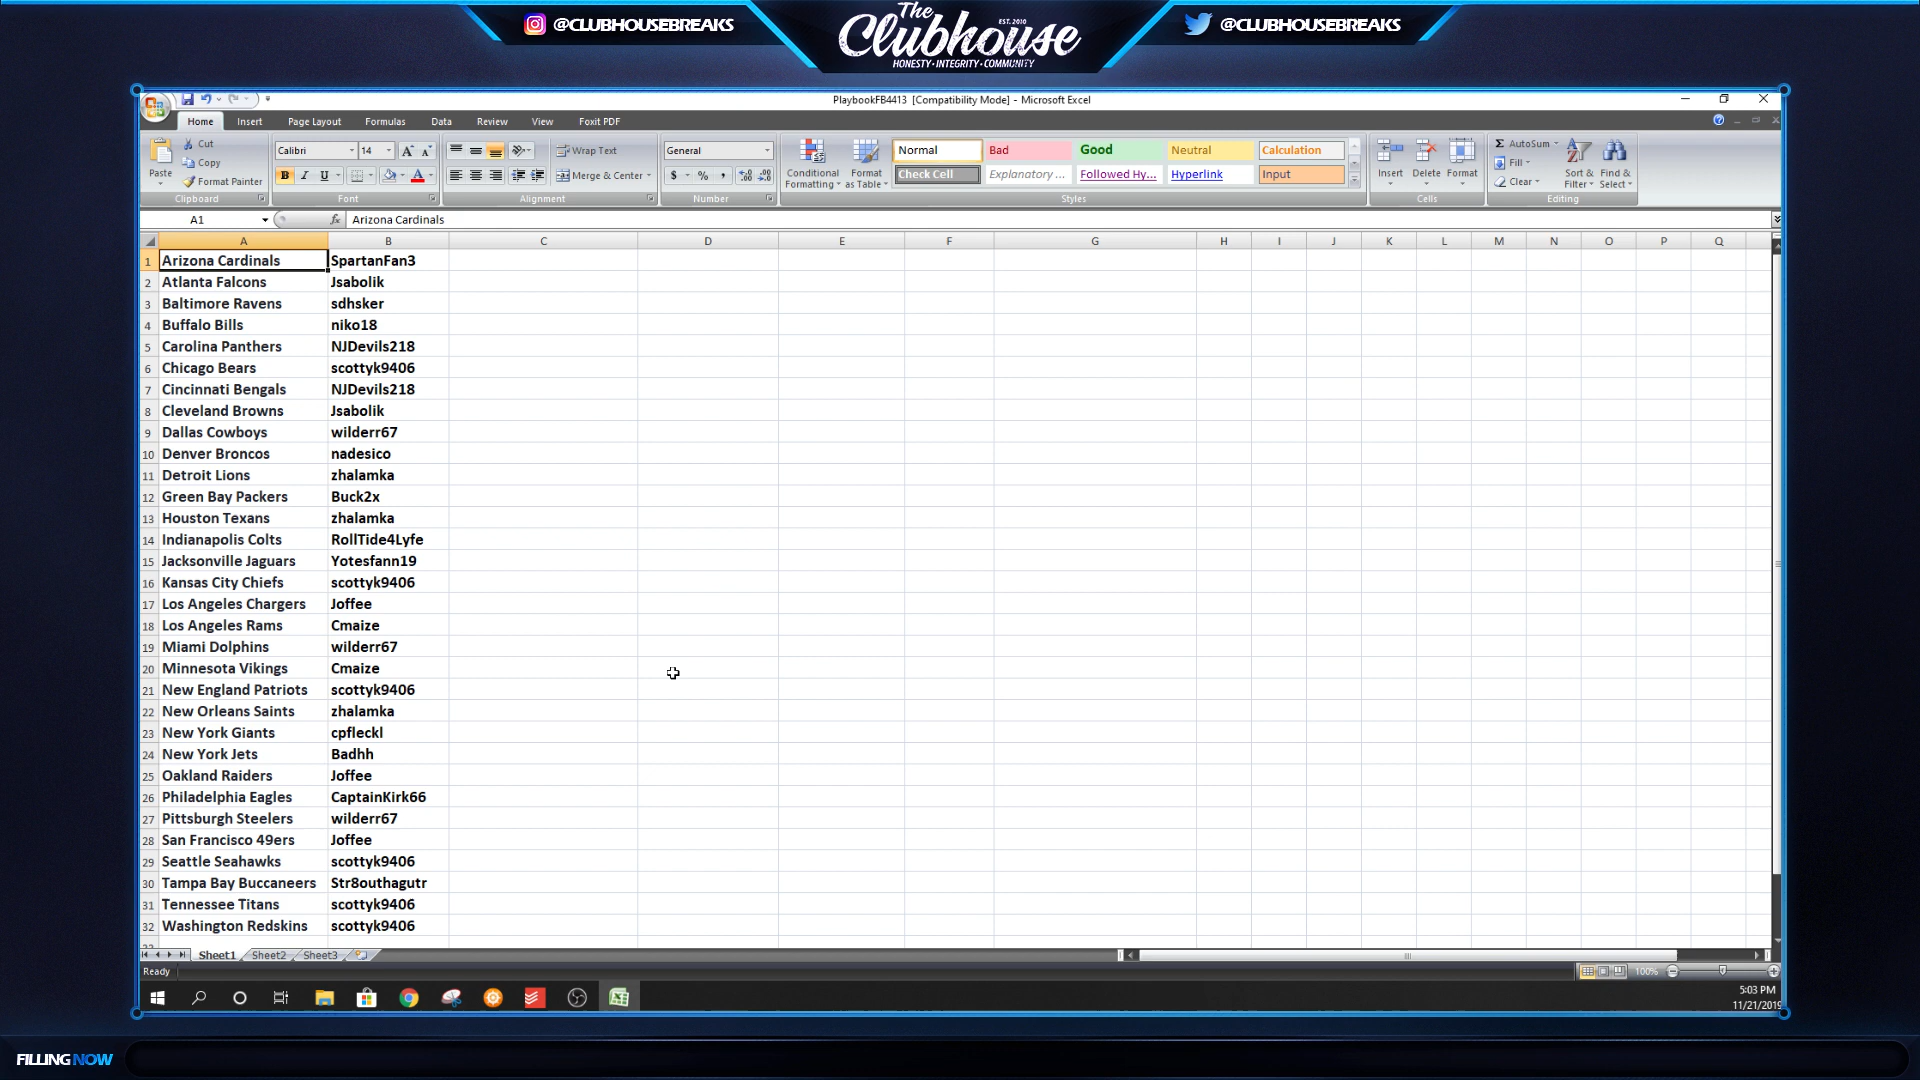 @CLUBHOUSEBREAKS
The Clubhouse
EST. 2010
HONESTY • INTEGRITY • COMMUNITY
@CLUBHOUSEBREAKS
PlaybookFB4413 [Compatibility Mode] - Microsoft Excel
Home Insert Page Layout Formulas Data Review View Foxit PDF
Paste Cut Copy Format Painter
Calibri 14
B I U
Wrap Text
Merge & Center
General
$ % ,
Conditional Formatting
Format as Table
Normal Bad Good Neutral Calculation
Check Cell Explanatory ... Followed Hy... Hyperlink Input
Insert Delete Format
Σ AutoSum
Fill
Clear
Sort & Filter
Find & Select
Clipboard Font Alignment Number Styles Cells Editing
A1 fx Arizona Cardinals
A B C D E F G H I J K L M N O P Q
1 Arizona Cardinals SpartanFan3
2 Atlanta Falcons Jsabolik
3 Baltimore Ravens sdhsker
4 Buffalo Bills niko18
5 Carolina Panthers NJDevils218
6 Chicago Bears scottyk9406
7 Cincinnati Bengals NJDevils218
8 Cleveland Browns Jsabolik
9 Dallas Cowboys wilderr67
10 Denver Broncos nadesico
11 Detroit Lions zhalamka
12 Green Bay Packers Buck2x
13 Houston Texans zhalamka
14 Indianapolis Colts RollTide4Lyfe
15 Jacksonville Jaguars Yotesfann19
16 Kansas City Chiefs scottyk9406
17 Los Angeles Chargers Joffee
18 Los Angeles Rams Cmaize
19 Miami Dolphins wilderr67
20 Minnesota Vikings Cmaize
21 New England Patriots scottyk9406
22 New Orleans Saints zhalamka
23 New York Giants cpfleckl
24 New York Jets Badhh
25 Oakland Raiders Joffee
26 Philadelphia Eagles CaptainKirk66
27 Pittsburgh Steelers wilderr67
28 San Francisco 49ers Joffee
29 Seattle Seahawks scottyk9406
30 Tampa Bay Buccaneers Str8outhagutr
31 Tennessee Titans scottyk9406
32 Washington Redskins scottyk9406
Sheet1 Sheet2 Sheet3
Ready
100%
5:03 PM
11/21/2019
FILLING NOW